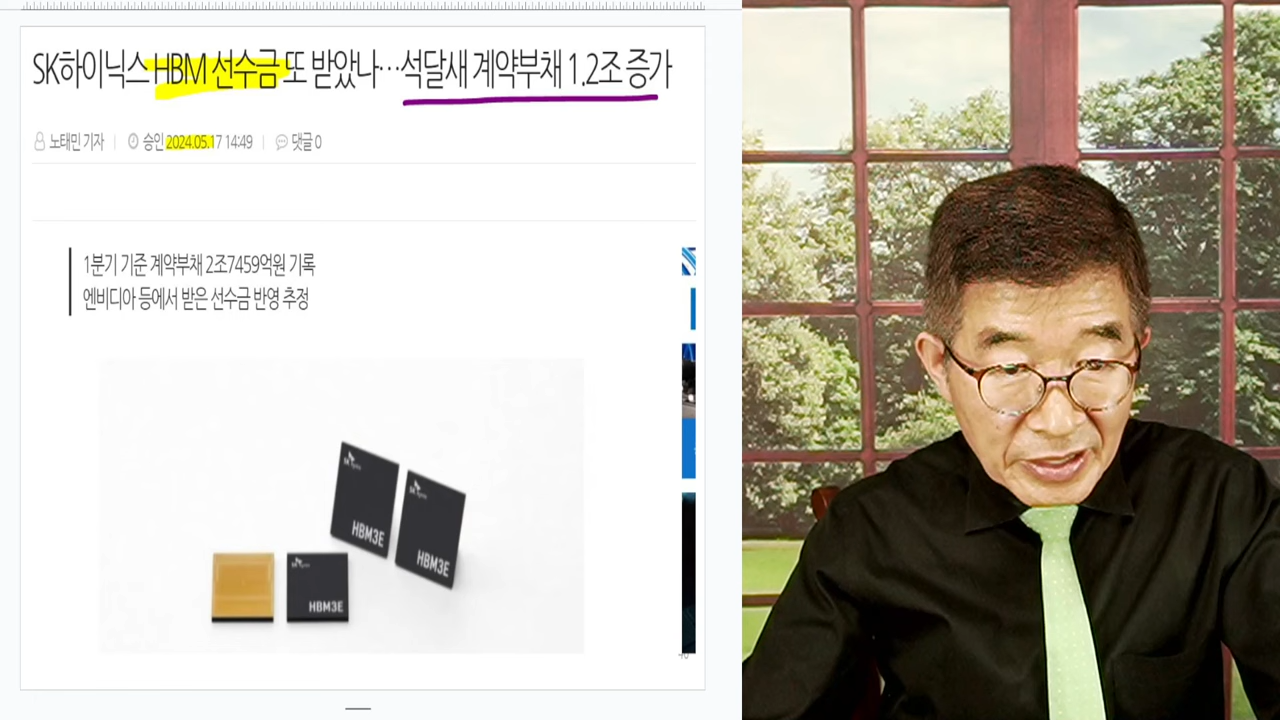 SK하이닉스 HBM 선수금 또 받았나…석달새 계약부채 1.2조 증가
노태민 기자 | 승인 2024.05.17 14:49 | 댓글 0
1분기 기준 계약부채 2조7459억원 기록
엔비디아 등에서 받은 선수금 반영 추정
SK
HBM3E
SK
HBM3E
SK
HBM3E